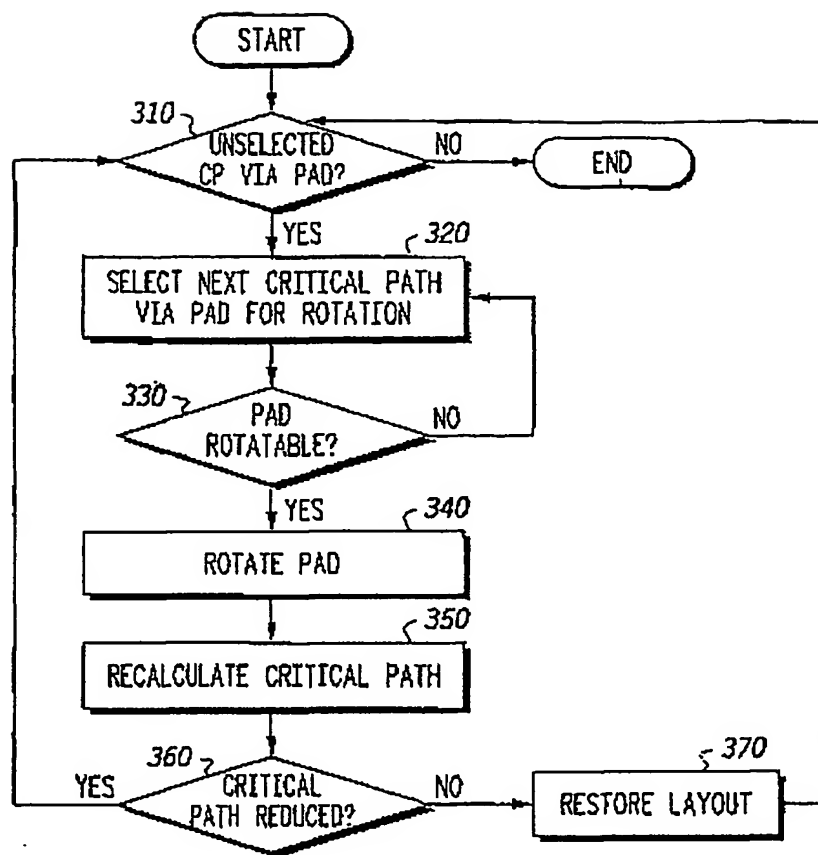 START
310
UNSELECTED
CP VIA PAD?
NO
END
YES
320
SELECT NEXT CRITICAL PATH
VIA PAD FOR ROTATION
330
PAD
ROTATABLE?
NO
YES
340
ROTATE PAD
350
RECALCULATE CRITICAL PATH
360
YES
CRITICAL
PATH REDUCED?
NO
370
RESTORE LAYOUT